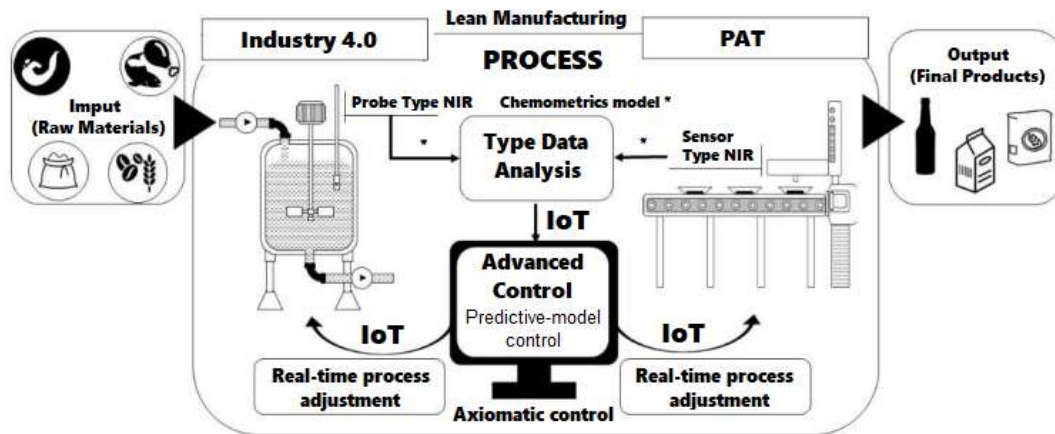 Lean Manufacturing
Industry 4.0
PAT
PROCESS
Imput
(Raw Materials)
Output
(Final Products)
Probe Type NIR
Chemometrics model *
*
Type Data
Analysis
*
Sensor
Type NIR
IoT
Advanced
Control
Predictive-model
control
IoT
IoT
Real-time process
adjustment
Real-time process
adjustment
Axiomatic control